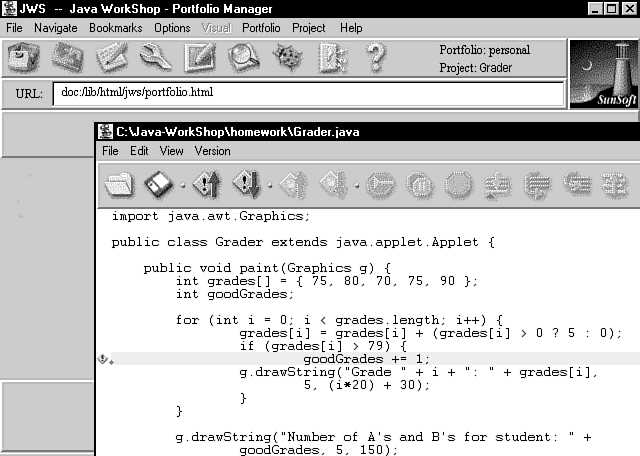 JWS -- Java WorkShop - Portfolio Manager
File Navigate Bookmarks Options Visual Portfolio Project Help
Portfolio: personal
Project: Grader
URL: doc:/lib/html/jws/portfolio.html
SunSoft
C:\Java-WorkShop\homework\Grader.java
File Edit View Version
import java.awt.Graphics;
public class Grader extends java.applet.Applet {
public void paint(Graphics g) {
int grades[] = { 75, 80, 70, 75, 90 };
int goodGrades;
for (int i = 0; i < grades.length; i++) {
grades[i] = grades[i] + (grades[i] > 0 ? 5 : 0);
if (grades[i] > 79) {
goodGrades += 1;
g.drawString("Grade " + i + ": " + grades[i],
5, (i*20) + 30);
}
}
g.drawString("Number of A's and B's for student: " +
goodGrades, 5, 150);